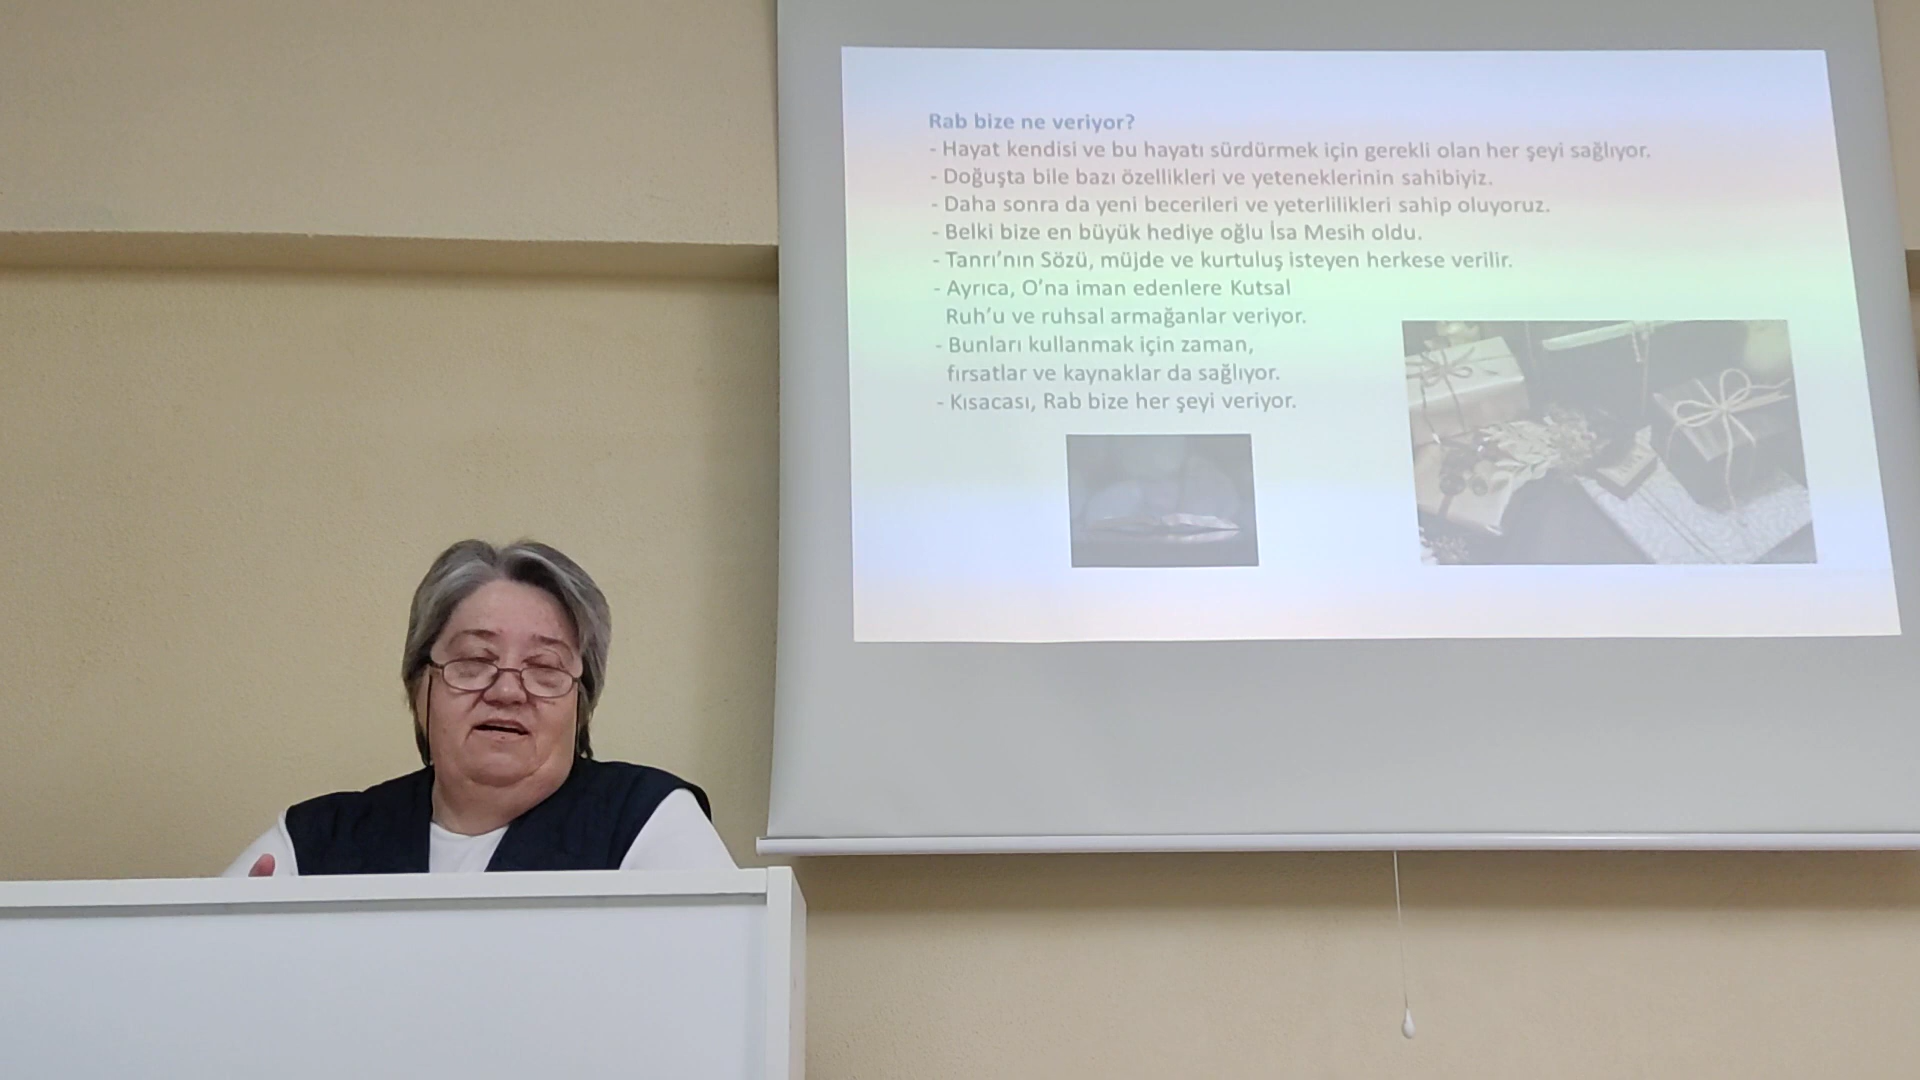 Rab bize ne veriyor?
- Hayat kendisi ve bu hayatı sürdürmek için gerekli olan her şeyi sağlıyor.
- Doğuşta bile bazı özellikleri ve yeteneklerinin sahibiyiz.
- Daha sonra da yeni becerileri ve yeterlilikleri sahip oluyoruz.
- Belki bize en büyük hediye oğlu İsa Mesih oldu.
- Tanrı'nın Sözü, müjde ve kurtuluş isteyen herkese verilir.
- Ayrıca, O'na iman edenlere Kutsal
Ruh'u ve ruhsal armağanlar veriyor.
- Bunları kullanmak için zaman,
fırsatlar ve kaynaklar da sağlıyor.
- Kısacası, Rab bize her şeyi veriyor.